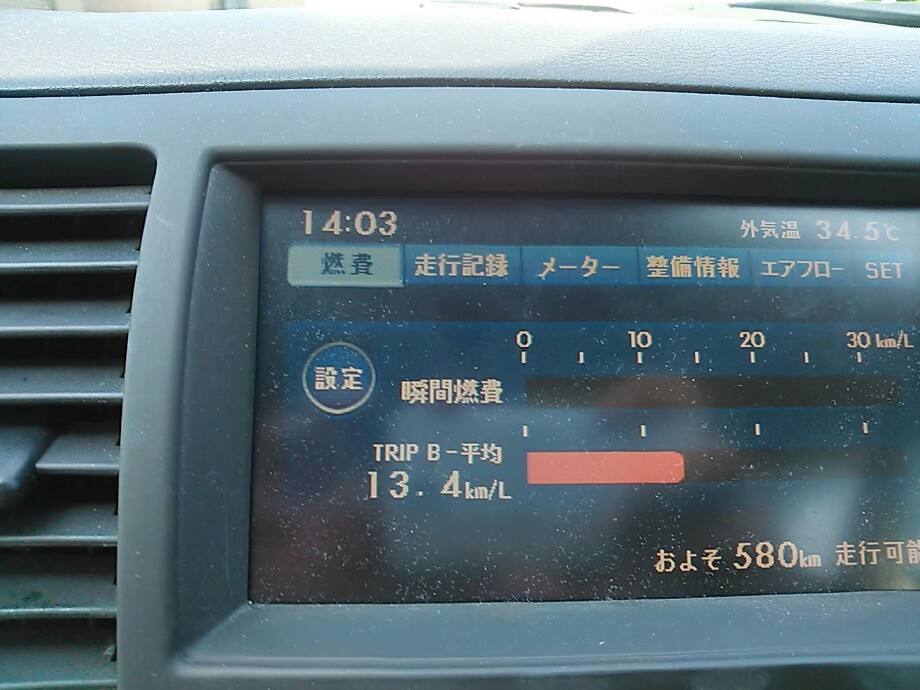 14:03 外気温 34.5℃
燃費 走行記録 メーター 整備情報 エアフロー SET
0 10 20 30 km/L
設定 瞬間燃費
TRIP B-平均
13.4km/L
およそ 580km 走行可能